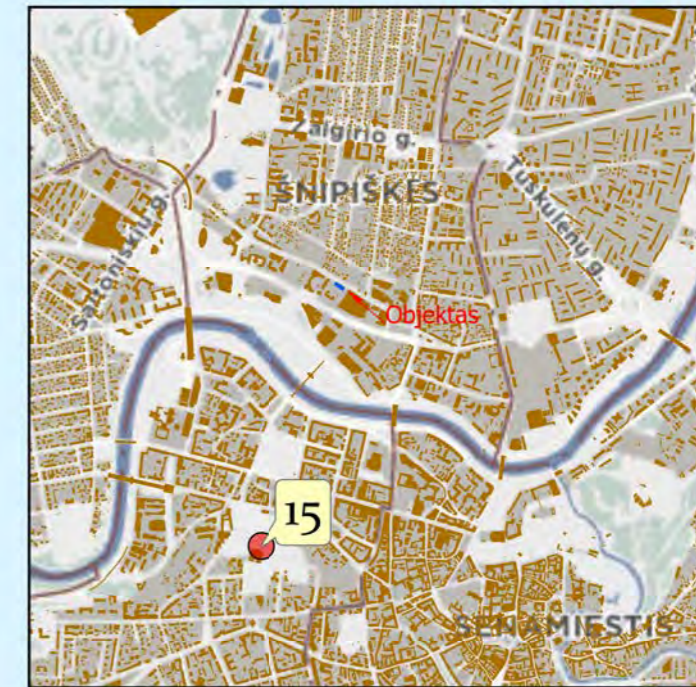 Žalgirio g.
ŠNIPIŠKĖS
Tuskulėnų g.
Saltoniškių g.
Objektas
15
SENAMIESTIS